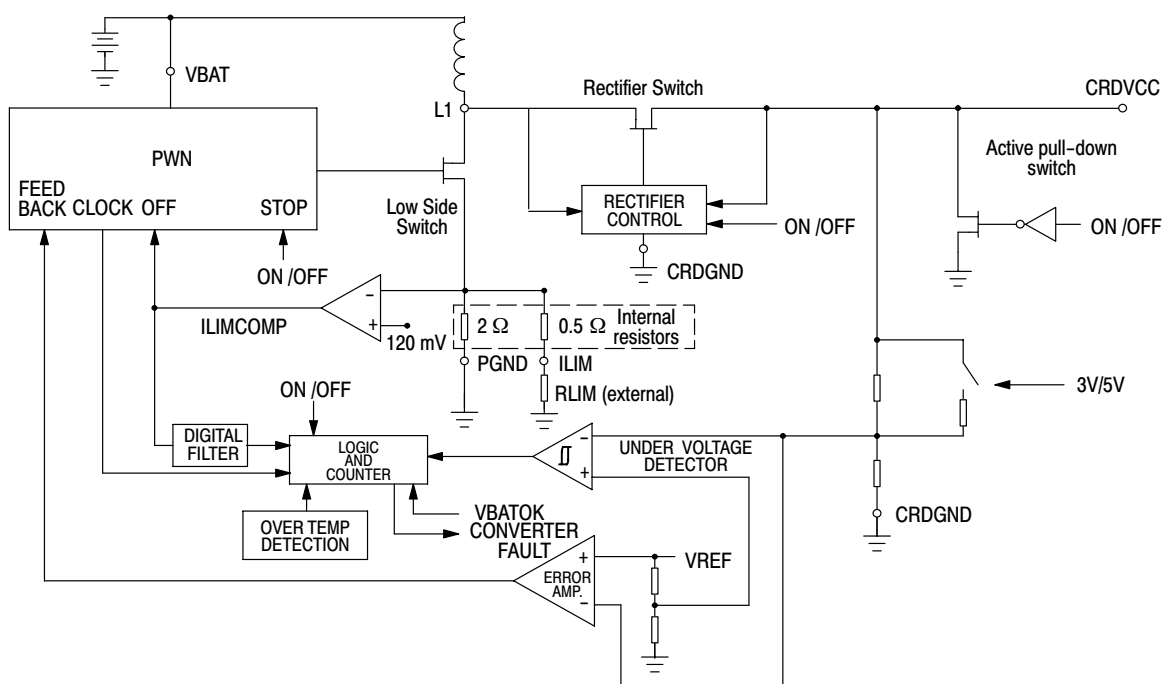 VBAT
L1
Rectifier Switch
CRDVCC
PWN
FEED
BACK
CLOCK
OFF
STOP
Low Side
Switch
RECTIFIER
CONTROL
ON /OFF
CRDGND
Active pull-down
switch
ON /OFF
ON /OFF
ILIMCOMP
-
+
120 mV
2 Ω
0.5 Ω
Internal
resistors
PGND
ILIM
RLIM (external)
3V/5V
ON /OFF
DIGITAL
FILTER
LOGIC
AND
COUNTER
-
+
UNDER VOLTAGE
DETECTOR
OVER TEMP
DETECTION
VBATOK
CONVERTER
FAULT
CRDGND
ERROR
AMP.
+
-
VREF